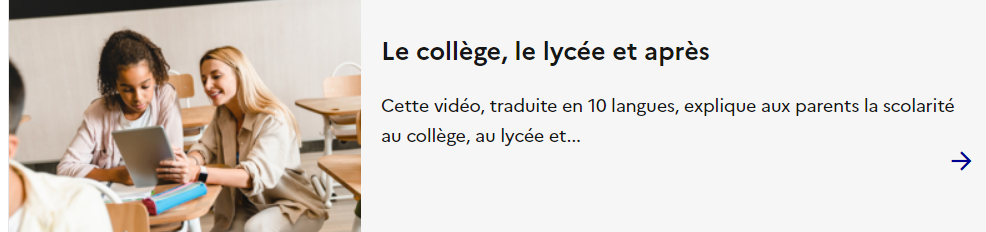 Le collège, le lycée et après
Cette vidéo, traduite en 10 langues, explique aux parents la scolarité
au collège, au lycée et...